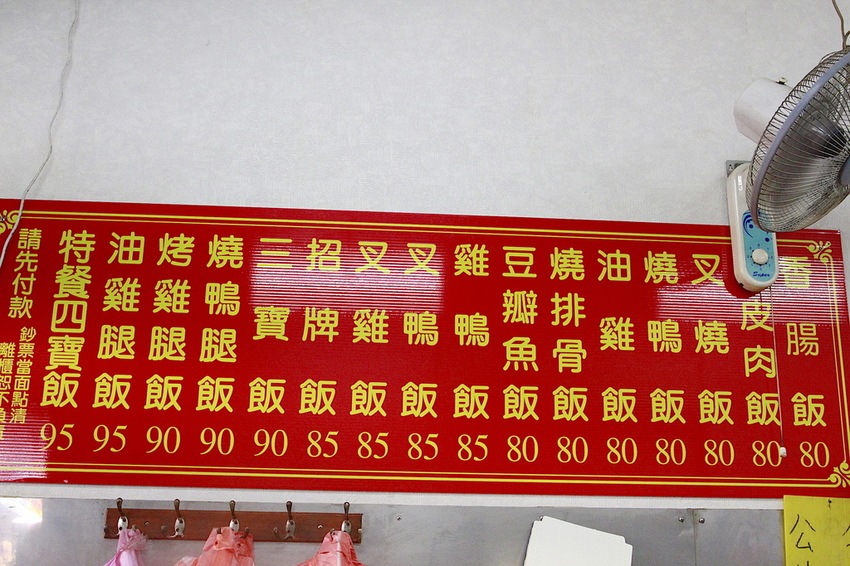 香腸飯 80
皮肉飯 80
叉燒飯 80
燒鴨飯 80
油雞飯 80
燒排骨飯 80
豆瓣魚飯 80
雞鴨飯 85
叉鴨飯 85
叉雞飯 85
招牌飯 85
三寶飯 90
燒鴨腿飯 90
烤雞腿飯 90
油雞腿飯 95
特餐四寶飯 95
請先付款
鈔票當面點清
離櫃恕不
Super
公